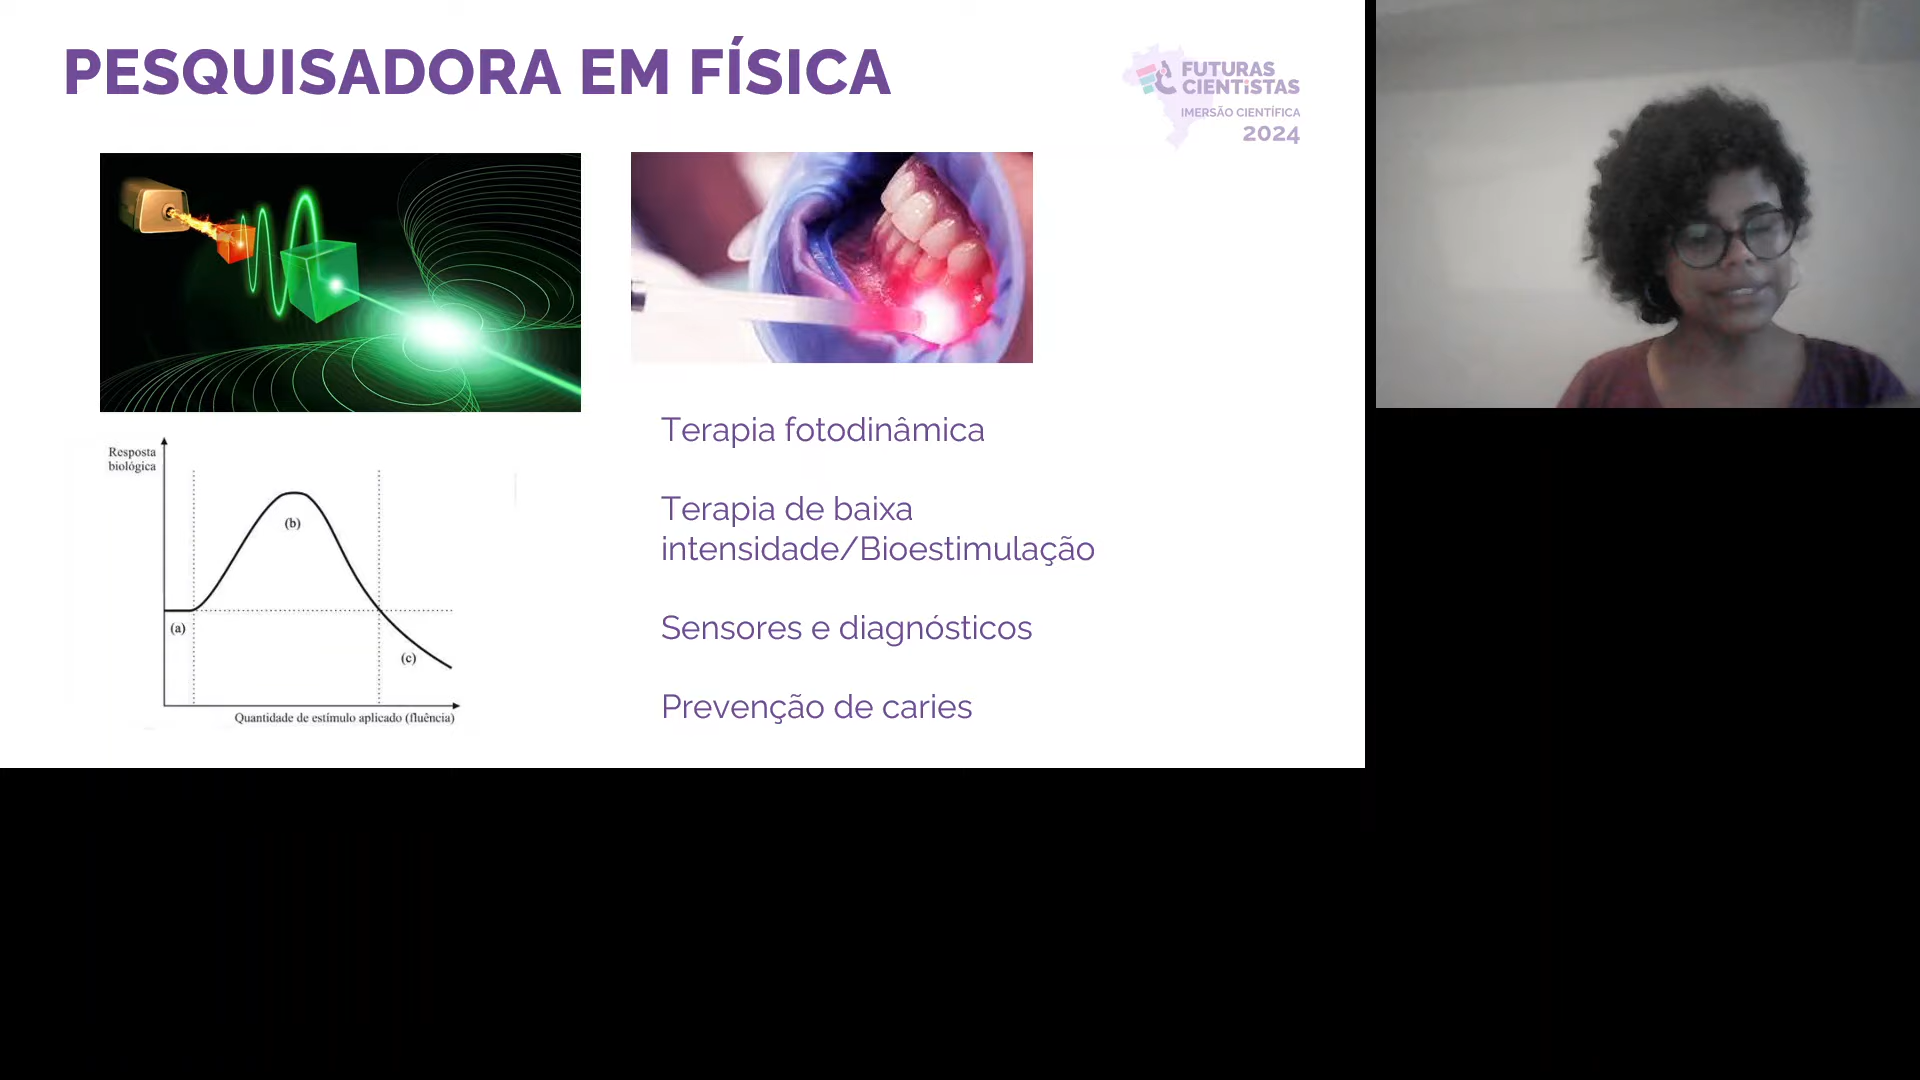 PESQUISADORA EM FÍSICA
FUTURAS
CIENTISTAS
IMERSÃO CIENTÍFICA
2024
Resposta
biológica
(a)
(b)
(c)
Quantidade de estímulo aplicado (fluência)
Terapia fotodinâmica
Terapia de baixa
intensidade/Bioestimulação
Sensores e diagnósticos
Prevenção de caries